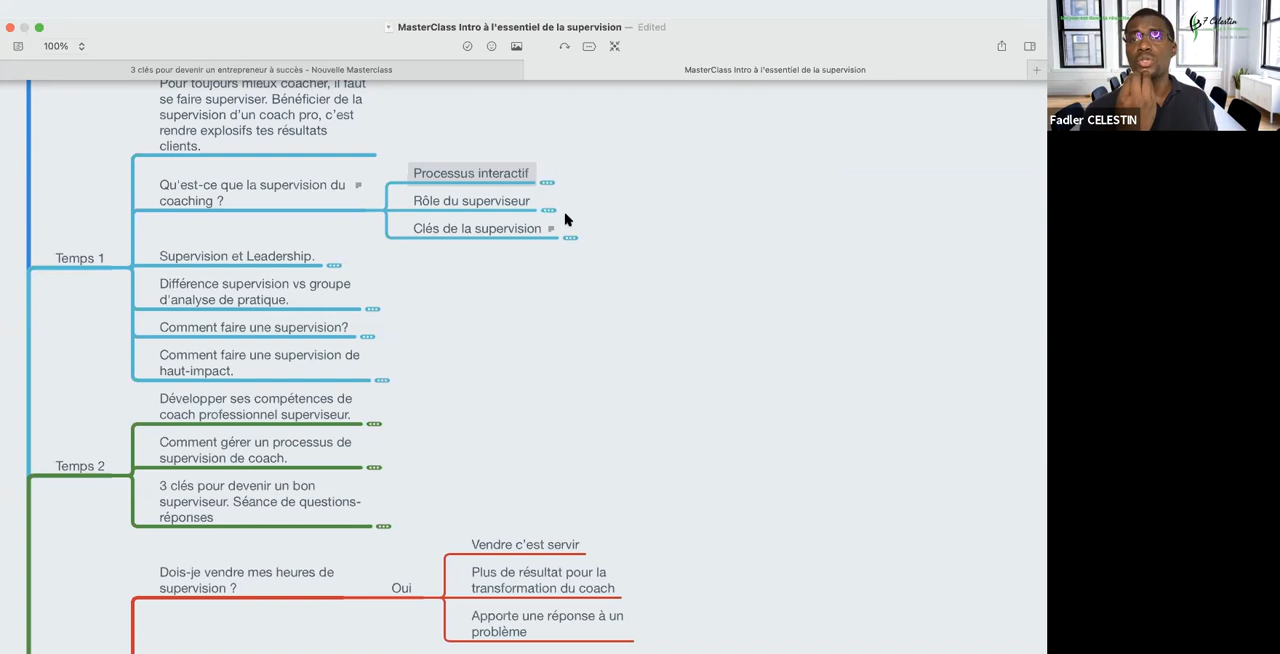 MasterClass Intro à l'essentiel de la supervision — Edited
100%
3 clés pour devenir un entrepreneur à succès - Nouvelle Masterclass
MasterClass Intro à l'essentiel de la supervision
Pour toujours mieux coacher, il faut
se faire superviser. Bénéficier de la
supervision d'un coach pro, c'est
rendre explosifs tes résultats
clients.
Qu'est-ce que la supervision du
coaching ?
Processus interactif
Rôle du superviseur
Clés de la supervision
Temps 1
Supervision et Leadership.
Différence supervision vs groupe
d'analyse de pratique.
Comment faire une supervision?
Comment faire une supervision de
haut-impact.
Temps 2
Développer ses compétences de
coach professionnel superviseur.
Comment gérer un processus de
supervision de coach.
3 clés pour devenir un bon
superviseur. Séance de questions-
réponses
Dois-je vendre mes heures de
supervision ?
Oui
Vendre c'est servir
Plus de résultat pour la
transformation du coach
Apporte une réponse à un
problème
Celestin
Fadler CELESTIN